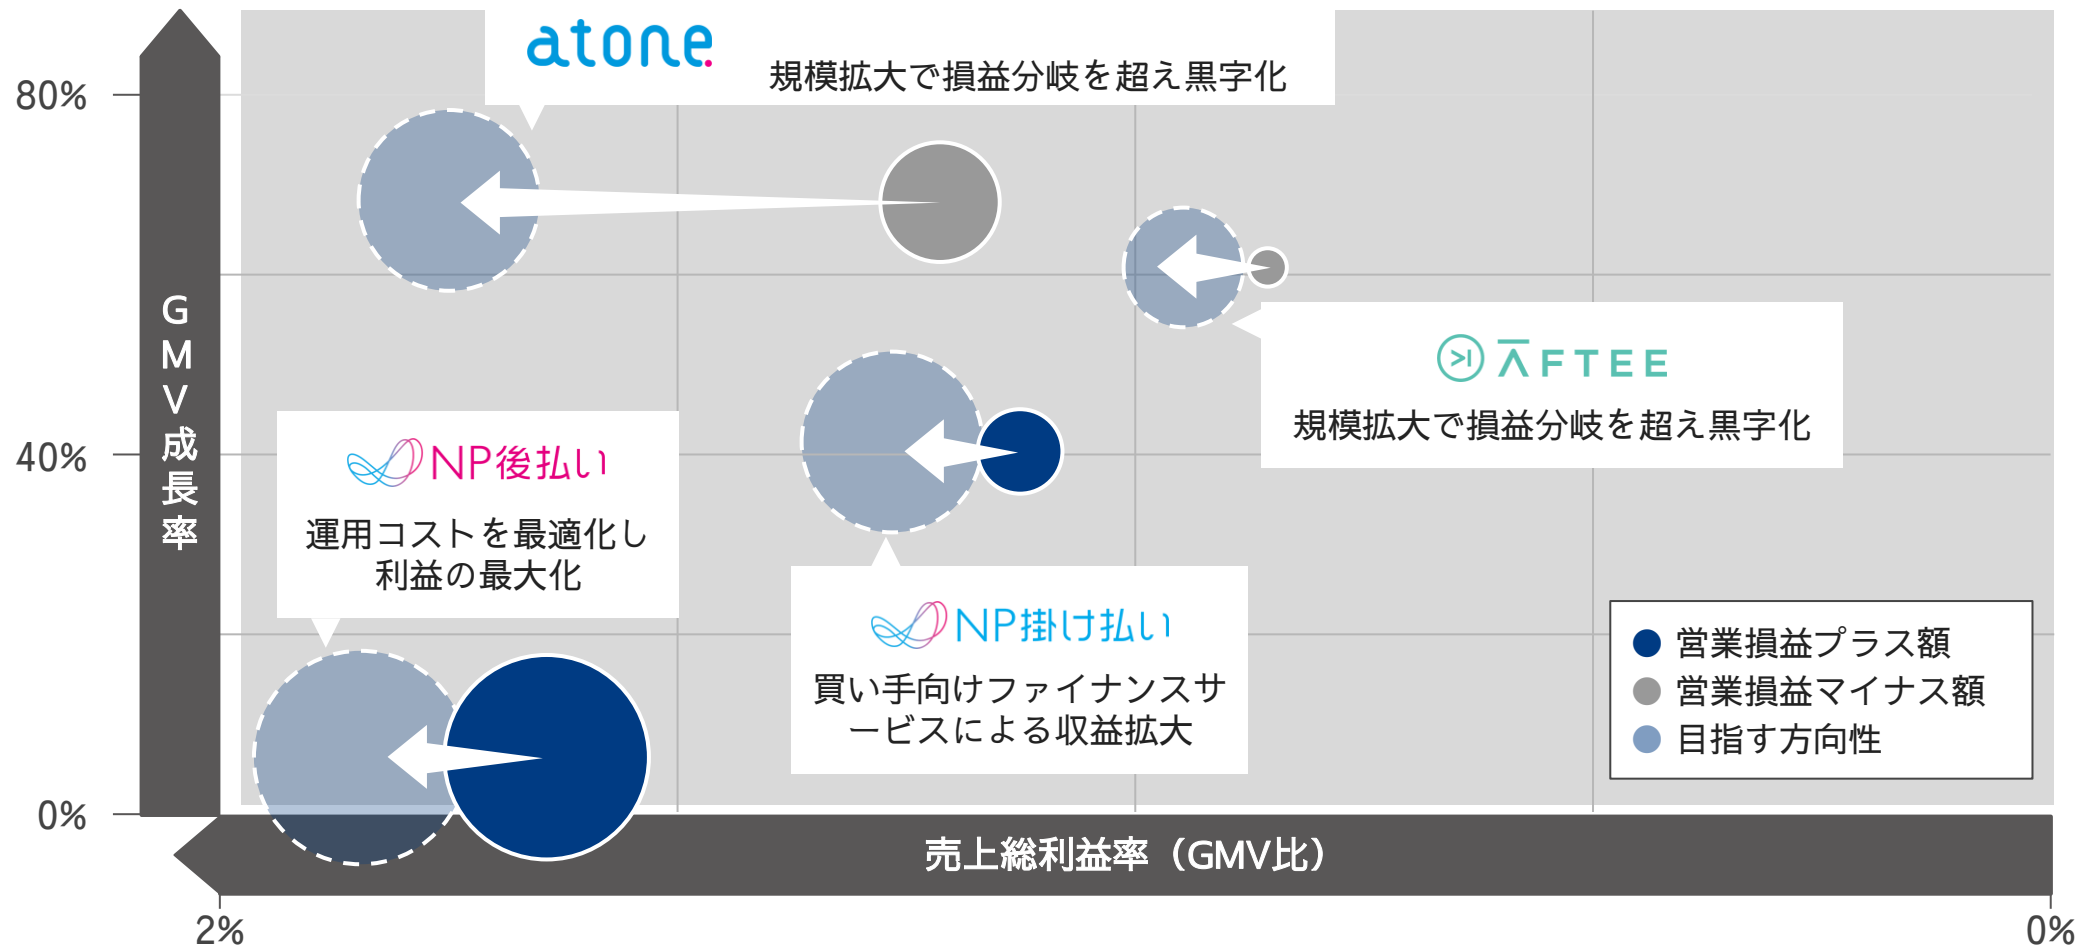 atone
規模拡大で損益分岐を超え黒字化
80%
GMV成長率
AFTEE
規模拡大で損益分岐を超え黒字化
40%
NP後払い
運用コストを最適化し
利益の最大化
NP掛け払い
買い手向けファイナンスサ
ービスによる収益拡大
営業損益プラス額
営業損益マイナス額
目指す方向性
0%
売上総利益率（GMV比）
2%
0%